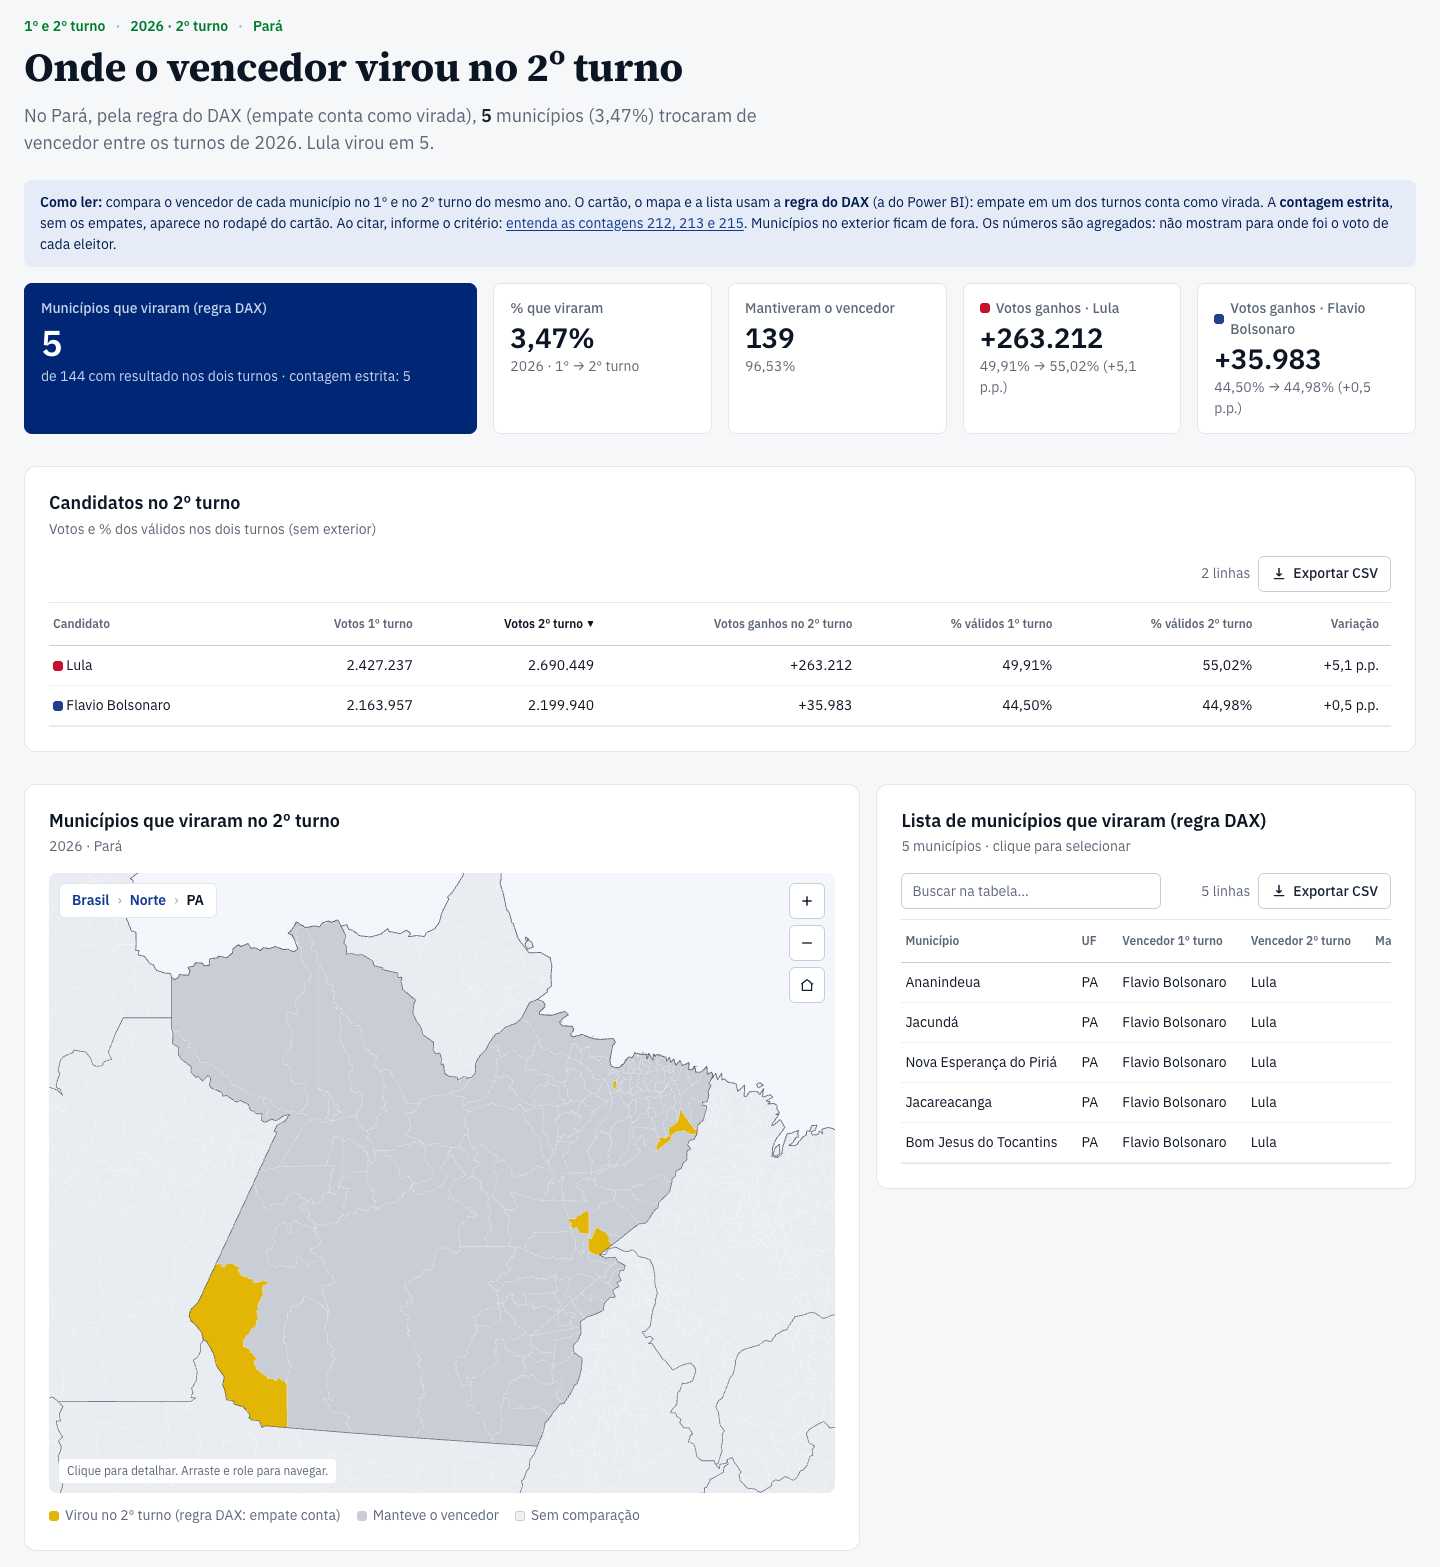 1º e 2º turno · 2026 · 2º turno · Pará
Onde o vencedor virou no 2º turno
No Pará, pela regra do DAX (empate conta como virada), 5 municípios (3,47%) trocaram de
vencedor entre os turnos de 2026. Lula virou em 5.
Como ler: compara o vencedor de cada município no 1º e no 2º turno do mesmo ano. O cartão, o mapa e a lista usam a regra do DAX (a do Power BI): empate em um dos turnos conta como virada. A contagem estrita,
sem os empates, aparece no rodapé do cartão. Ao citar, informe o critério: entenda as contagens 212, 213 e 215. Municípios no exterior ficam de fora. Os números são agregados: não mostram para onde foi o voto de
cada eleitor.
Municípios que viraram (regra DAX)
5
de 144 com resultado nos dois turnos · contagem estrita: 5
% que viraram
3,47%
2026 · 1º → 2º turno
Mantiveram o vencedor
139
96,53%
Votos ganhos · Lula
+263.212
49,91% → 55,02% (+5,1
p.p.)
Votos ganhos · Flavio
Bolsonaro
+35.983
44,50% → 44,98% (+0,5
p.p.)
Candidatos no 2º turno
Votos e % dos válidos nos dois turnos (sem exterior)
2 linhas Exportar CSV
Candidato Votos 1º turno Votos 2º turno ▼ Votos ganhos no 2º turno % válidos 1º turno % válidos 2º turno Variação
Lula 2.427.237 2.690.449 +263.212 49,91% 55,02% +5,1 p.p.
Flavio Bolsonaro 2.163.957 2.199.940 +35.983 44,50% 44,98% +0,5 p.p.
Municípios que viraram no 2º turno
2026 · Pará
Brasil › Norte › PA
+
−
Clique para detalhar. Arraste e role para navegar.
Virou no 2º turno (regra DAX: empate conta) Manteve o vencedor Sem comparação
Lista de municípios que viraram (regra DAX)
5 municípios · clique para selecionar
Buscar na tabela... 5 linhas Exportar CSV
Município UF Vencedor 1º turno Vencedor 2º turno Ma
Ananindeua PA Flavio Bolsonaro Lula
Jacundá PA Flavio Bolsonaro Lula
Nova Esperança do Piriá PA Flavio Bolsonaro Lula
Jacareacanga PA Flavio Bolsonaro Lula
Bom Jesus do Tocantins PA Flavio Bolsonaro Lula